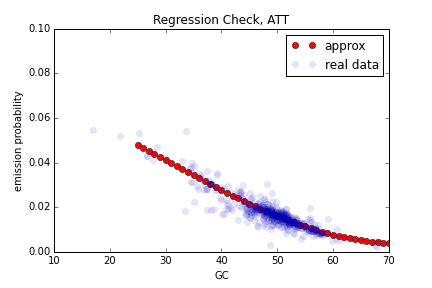 Regression Check, ATT
0.10
approx
real data
0.08
0.06
emission probability
0.04
0.02
0.00
10
20
30
40
50
60
70
GC